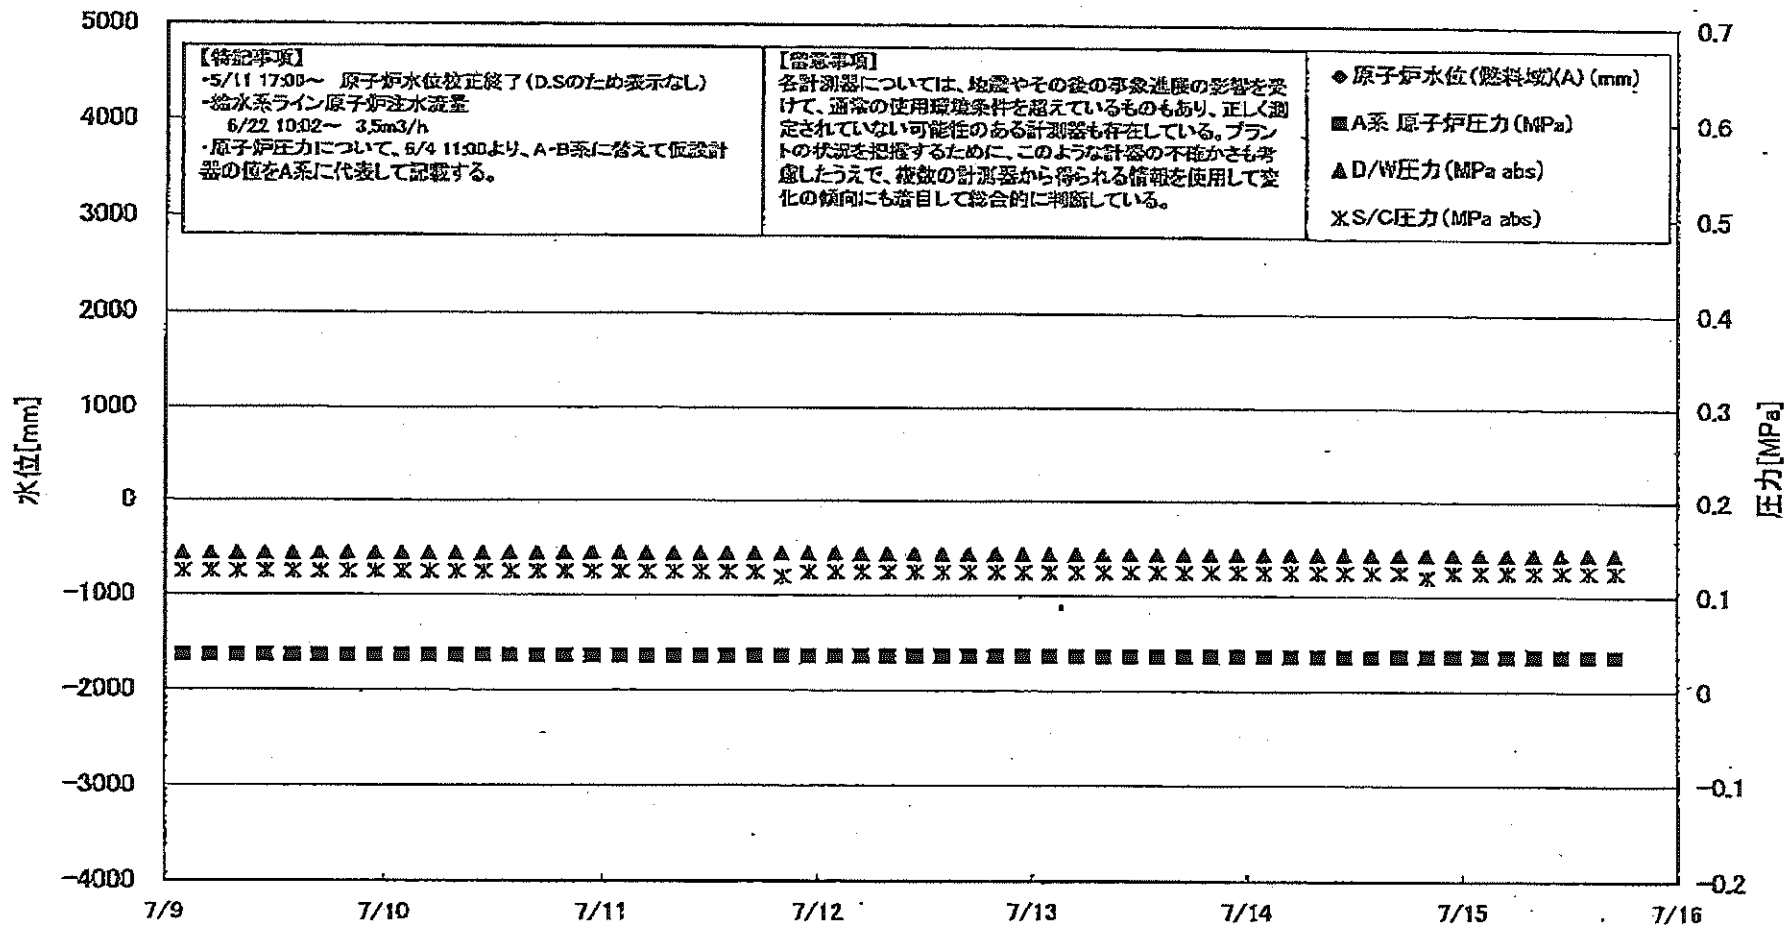 【特記事項】
・5/11 17:00～ 原子炉水位校正終了(D.Sのため表示なし)
・給水系ライン原子炉注水流量
6/22 10:02～ 3.5m3/h
・原子炉圧力について、6/4 11:00より、A・B系に替えて仮設計
器の値をA系に代表して記載する。
【留意事項】
各計測器については、地震やその後の事象進展の影響を受
けて、通常の使用環境条件を超えているものもあり、正しく測
定されていない可能性のある計測器も存在している。プラン
トの状況を把握するために、このような計器の不確かさも考
慮したうえで、複数の計測器から得られる情報を使用して変
化の傾向にも着目して総合的に判断している。
◆原子炉水位(燃料域)(A)(mm)
■A系 原子炉圧力(MPa)
▲D/W圧力(MPa abs)
S/C圧力(MPa abs)
水位[mm]
5000
4000
3000
2000
1000
0
-1000
-2000
-3000
-4000
圧力[MPa]
0.7
0.6
0.5
0.4
0.3
0.2
0.1
0
-0.1
-0.2
7/9
7/10
7/11
7/12
7/13
7/14
7/15
7/16